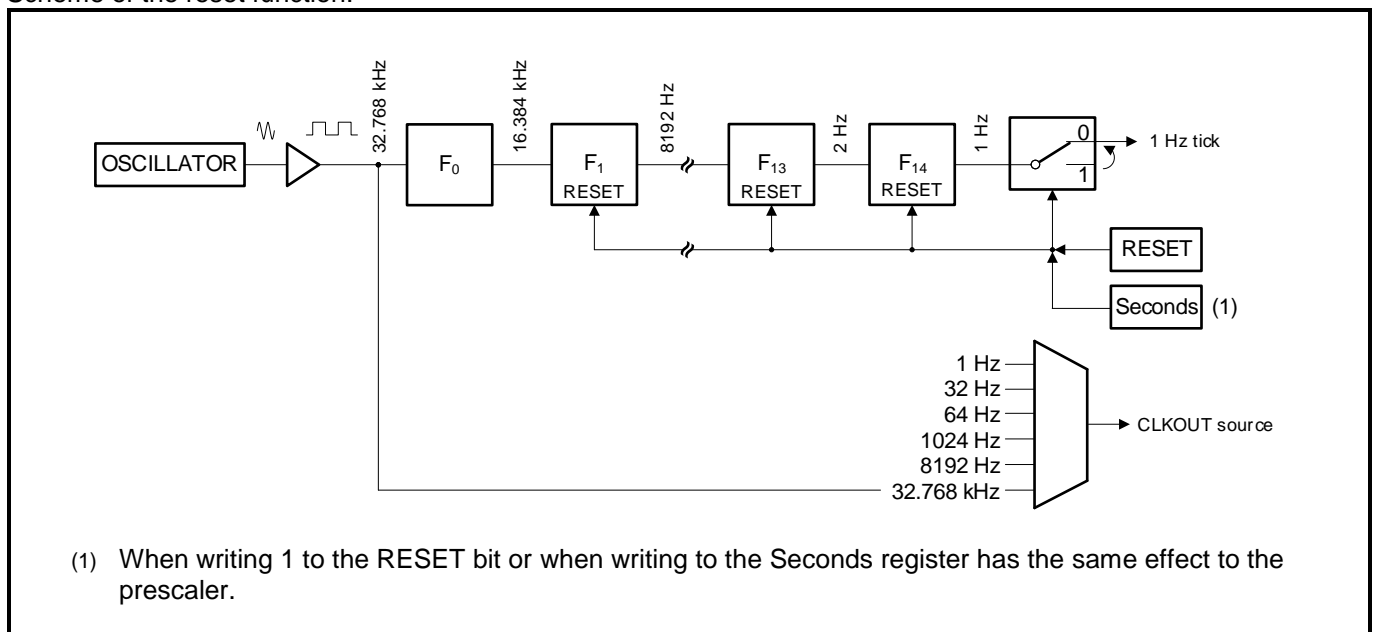 Scheme of the reset function:
32.768 kHz
16.384 kHz
8192 Hz
2 Hz
1 Hz
OSCILLATOR
F0
F1
RESET
F13
RESET
F14
RESET
0
1
1 Hz tick
RESET
Seconds (1)
1 Hz
32 Hz
64 Hz
1024 Hz
8192 Hz
32.768 kHz
CLKOUT source
(1) When writing 1 to the RESET bit or when writing to the Seconds register has the same effect to the
prescaler.